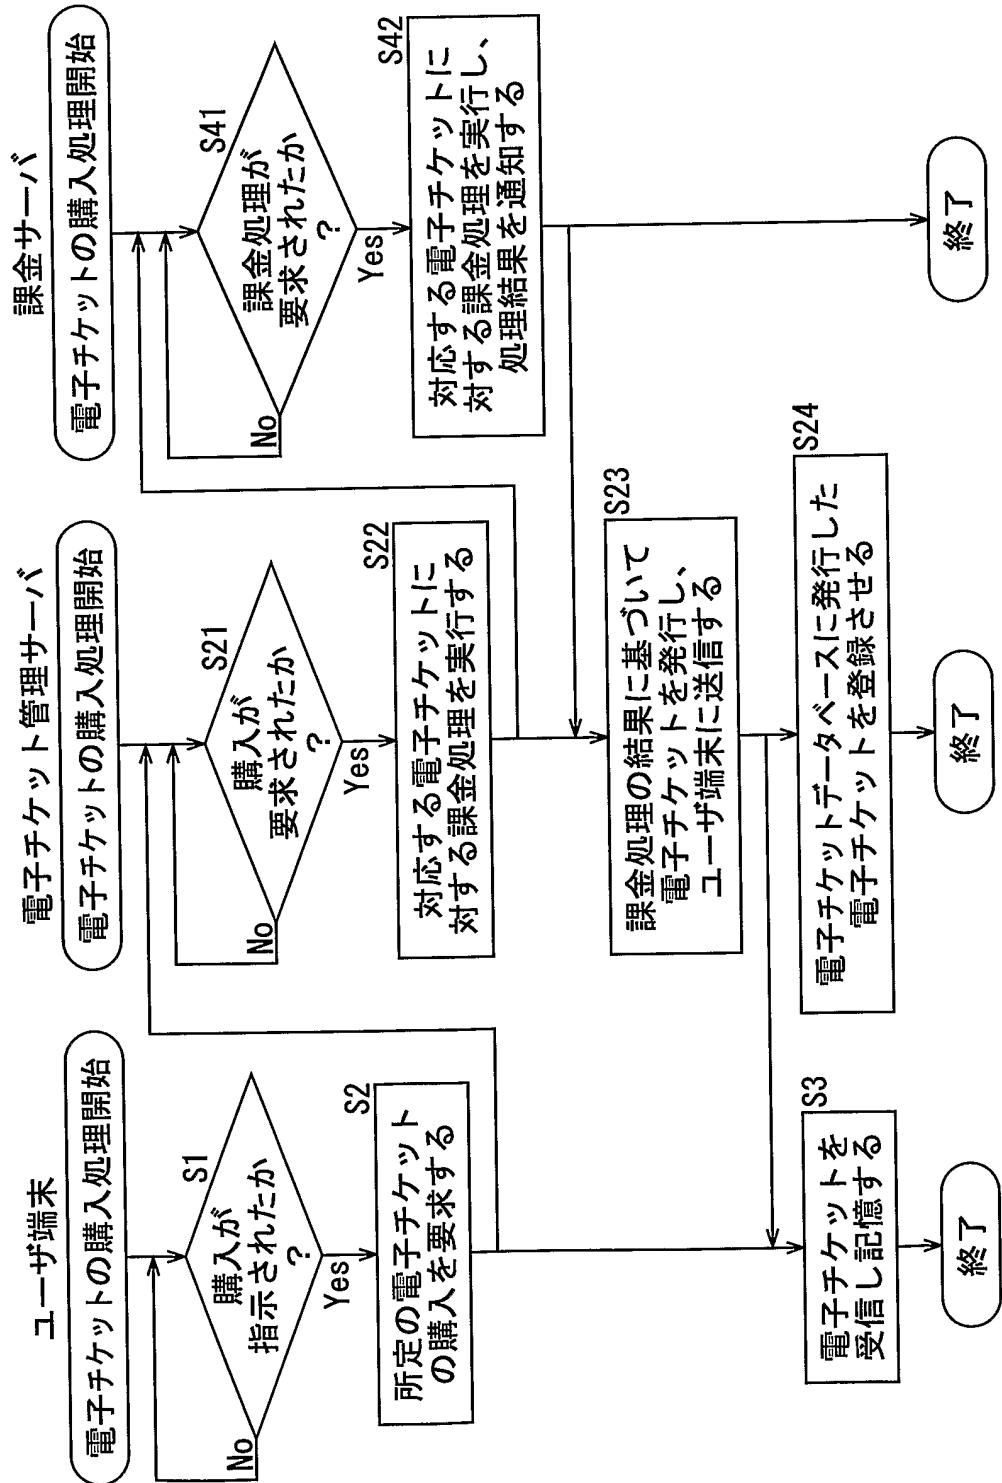 ユーザ端末
電子チケットの購入処理開始
S1
購入が
指示されたか
?
No
Yes
S2
所定の電子チケット
の購入を要求する
S3
電子チケットを
受信し記憶する
終了
電子チケット管理サーバ
電子チケットの購入処理開始
S21
購入が
要求されたか
?
No
Yes
S22
対応する電子チケットに
対する課金処理を実行する
S23
課金処理の結果に基づいて
電子チケットを発行し、
ユーザ端末に送信する
S24
電子チケットデータベースに発行した
電子チケットを登録させる
終了
課金サーバ
電子チケットの購入処理開始
S41
課金処理が
要求されたか
?
No
Yes
S42
対応する電子チケットに
対する課金処理を実行し、
処理結果を通知する
終了